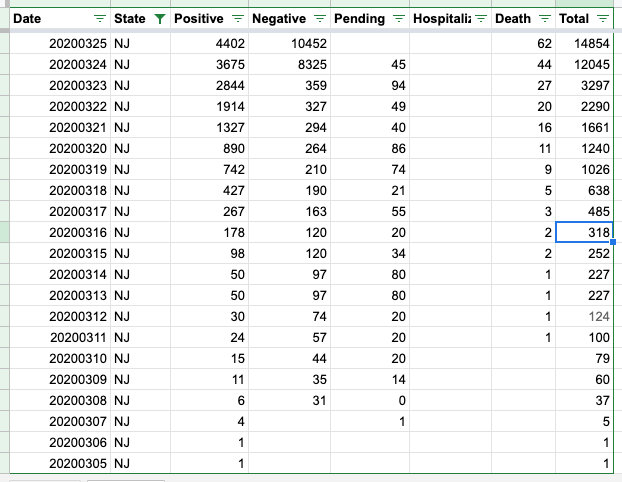 Date State Positive Negative Pending Hospitaliz Death Total
20200325 NJ 4402 10452 62 14854
20200324 NJ 3675 8325 45 44 12045
20200323 NJ 2844 359 94 27 3297
20200322 NJ 1914 327 49 20 2290
20200321 NJ 1327 294 40 16 1661
20200320 NJ 890 264 86 11 1240
20200319 NJ 742 210 74 9 1026
20200318 NJ 427 190 21 5 638
20200317 NJ 267 163 55 3 485
20200316 NJ 178 120 20 2 318
20200315 NJ 98 120 34 2 252
20200314 NJ 50 97 80 1 227
20200313 NJ 50 97 80 1 227
20200312 NJ 30 74 20 1 124
20200311 NJ 24 57 20 1 100
20200310 NJ 15 44 20 79
20200309 NJ 11 35 14 60
20200308 NJ 6 31 0 37
20200307 NJ 4 1 5
20200306 NJ 1 1
20200305 NJ 1 1